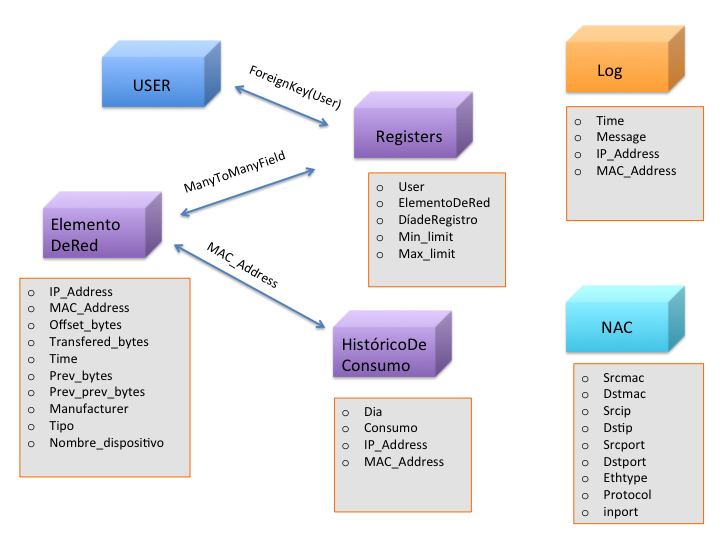 USER
ForeignKey(User)
Registers
User
ElementoDeRed
DíadeRegistro
Min_limit
Max_limit
ManyToManyField
Elemento
DeRed
IP_Address
MAC_Address
Offset_bytes
Transfered_bytes
Time
Prev_bytes
Prev_prev_bytes
Manufacturer
Tipo
Nombre_dispositivo
MAC_Address
HistóricoDe
Consumo
Dia
Consumo
IP_Address
MAC_Address
Log
Time
Message
IP_Address
MAC_Address
NAC
Srcmac
Dstmac
Srcip
Dstip
Srcport
Dstport
Ethtype
Protocol
inport